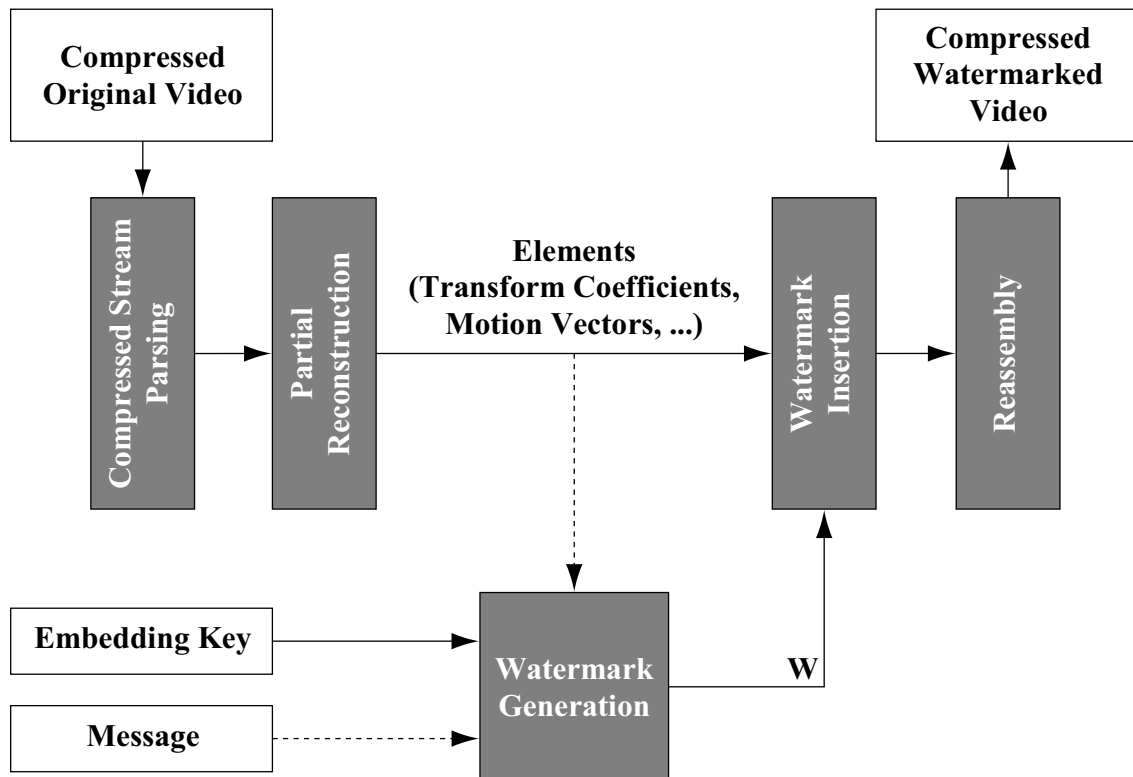 Compressed
Original Video
Compressed
Watermarked
Video
Compressed Stream
Parsing
Partial
Reconstruction
Elements
(Transform Coefficients,
Motion Vectors, ...)
Watermark
Insertion
Reassembly
Embedding Key
Message
Watermark
Generation
W